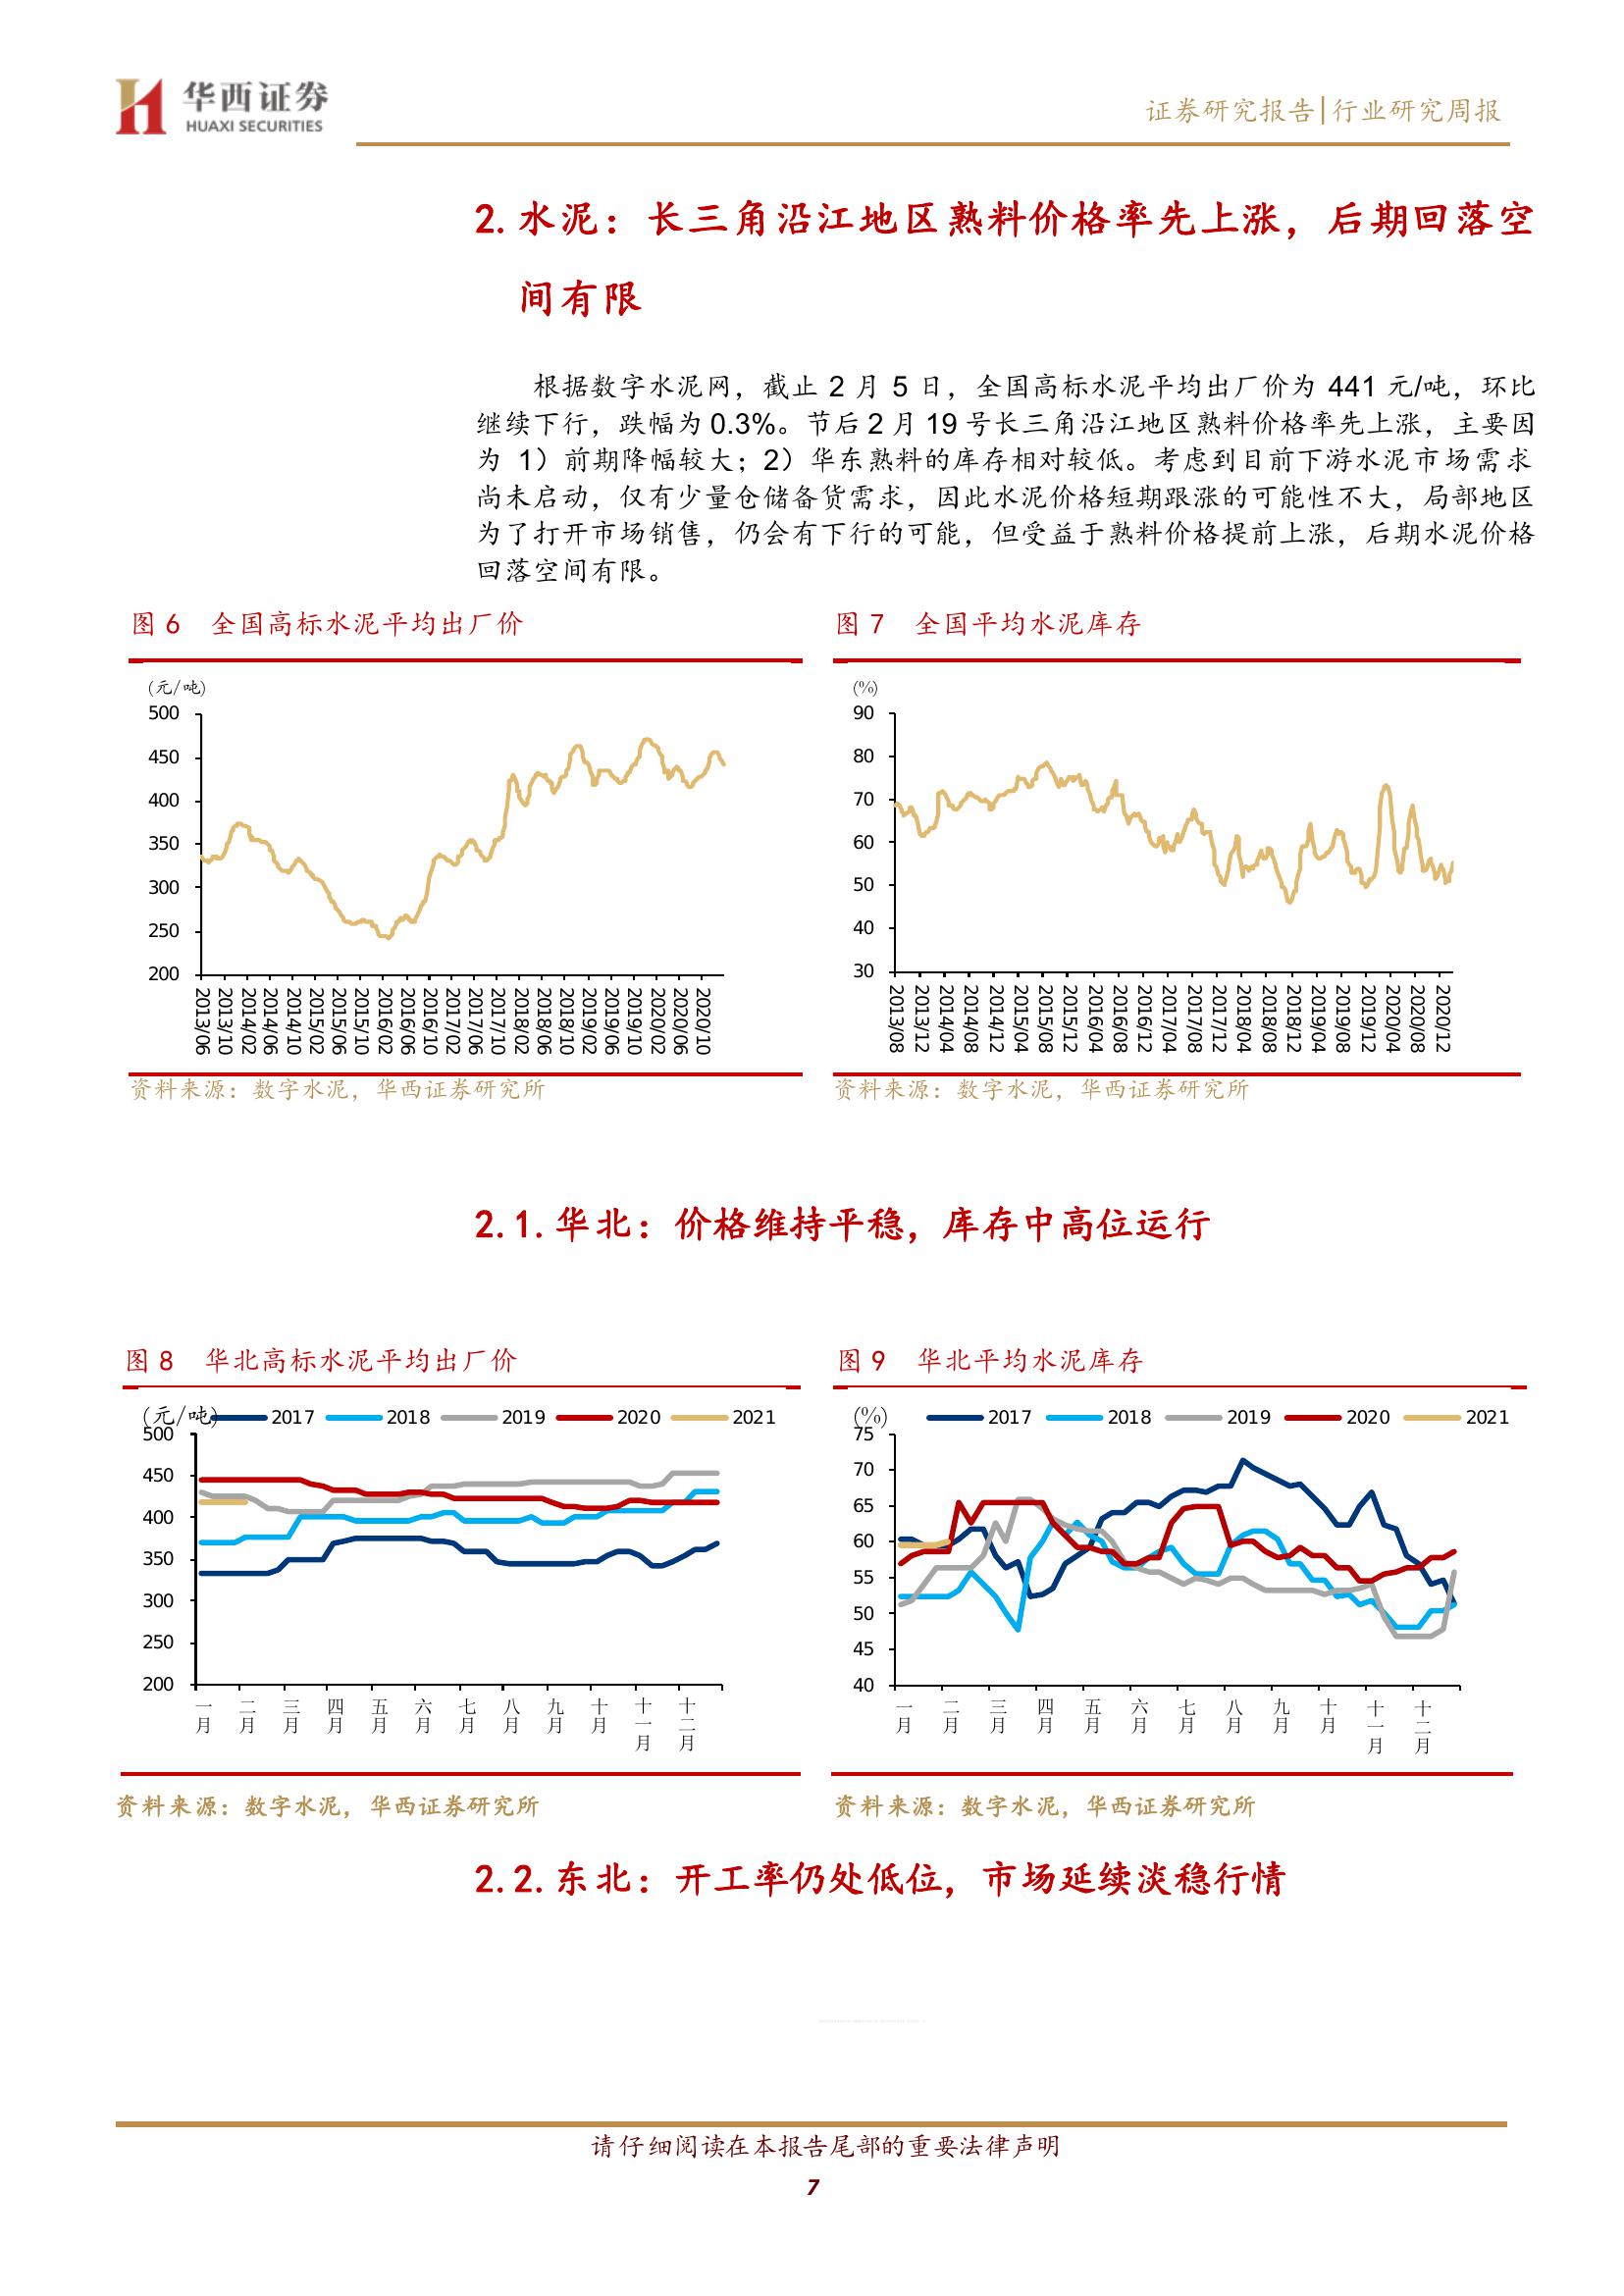 华西证券
HUAXI SECURITIES
证券研究报告|行业研究周报
2. 水泥：长三角沿江地区熟料价格率先上涨，后期回落空
间有限
根据数字水泥网，截止 2 月 5 日，全国高标水泥平均出厂价为 441 元/吨，环比
继续下行，跌幅为 0.3%。节后 2 月 19 号长三角沿江地区熟料价格率先上涨，主要因
为 1）前期降幅较大；2）华东熟料的库存相对较低。考虑到目前下游水泥市场需求
尚未启动，仅有少量仓储备货需求，因此水泥价格短期跟涨的可能性不大，局部地区
为了打开市场销售，仍会有下行的可能，但受益于熟料价格提前上涨，后期水泥价格
回落空间有限。
图 6 全国高标水泥平均出厂价
(元/吨)
500
450
400
350
300
250
200
2013/06 2013/10 2014/02 2014/06 2014/10 2015/02 2015/06 2015/10 2016/02 2016/06 2016/10 2017/02 2017/06 2017/10 2018/02 2018/06 2018/10 2019/02 2019/06 2019/10 2020/02 2020/06 2020/10
资料来源：数字水泥，华西证券研究所
图 7 全国平均水泥库存
(%)
90
80
70
60
50
40
30
2013/08 2013/12 2014/04 2014/08 2014/12 2015/04 2015/08 2015/12 2016/04 2016/08 2016/12 2017/04 2017/08 2017/12 2018/04 2018/08 2018/12 2019/04 2019/08 2019/12 2020/04 2020/08 2020/12
资料来源：数字水泥，华西证券研究所
2.1. 华北：价格维持平稳，库存中高位运行
图 8 华北高标水泥平均出厂价
(元/吨) 2017 2018 2019 2020 2021
500
450
400
350
300
250
200
一月 二月 三月 四月 五月 六月 七月 八月 九月 十月 十一月 十二月
资料来源：数字水泥，华西证券研究所
图 9 华北平均水泥库存
(%) 2017 2018 2019 2020 2021
75
70
65
60
55
50
45
40
一月 二月 三月 四月 五月 六月 七月 八月 九月 十月 十一月 十二月
资料来源：数字水泥，华西证券研究所
2.2. 东北：开工率仍处低位，市场延续淡稳行情
请仔细阅读在本报告尾部的重要法律声明
7